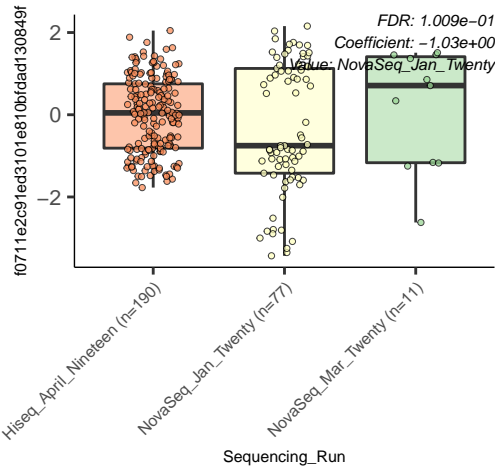 FDR: 1.009e−01
Coefficient: −1.03e+00
Value: NovaSeq_Jan_Twenty
f0711e2c91ed3101e810bfdad130849f
2
0
−2
Hiseq_April_Nineteen (n=190)
NovaSeq_Jan_Twenty (n=77)
NovaSeq_Mar_Twenty (n=11)
Sequencing_Run